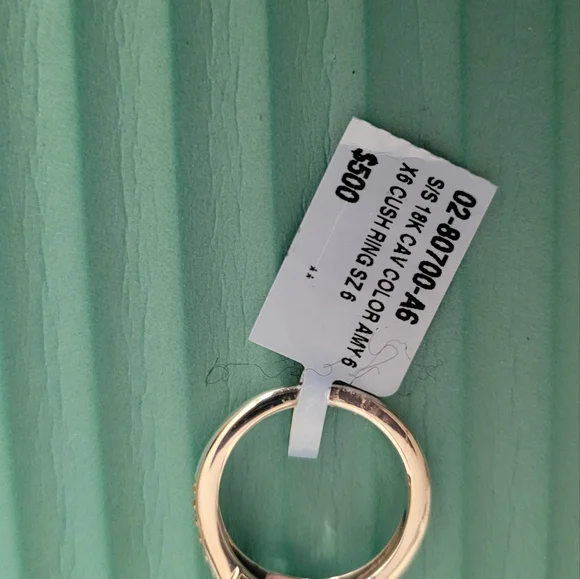 02-80700-A6
S/S 18K CAV COLOR AMY 6
X6 CUSH RING SZ 6
$500
**